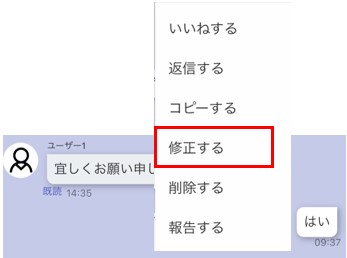 いいねする
返信する
コピーする
修正する
削除する
報告する
ユーザー1
宜しくお願い申し
既読 14:35
はい
09:37